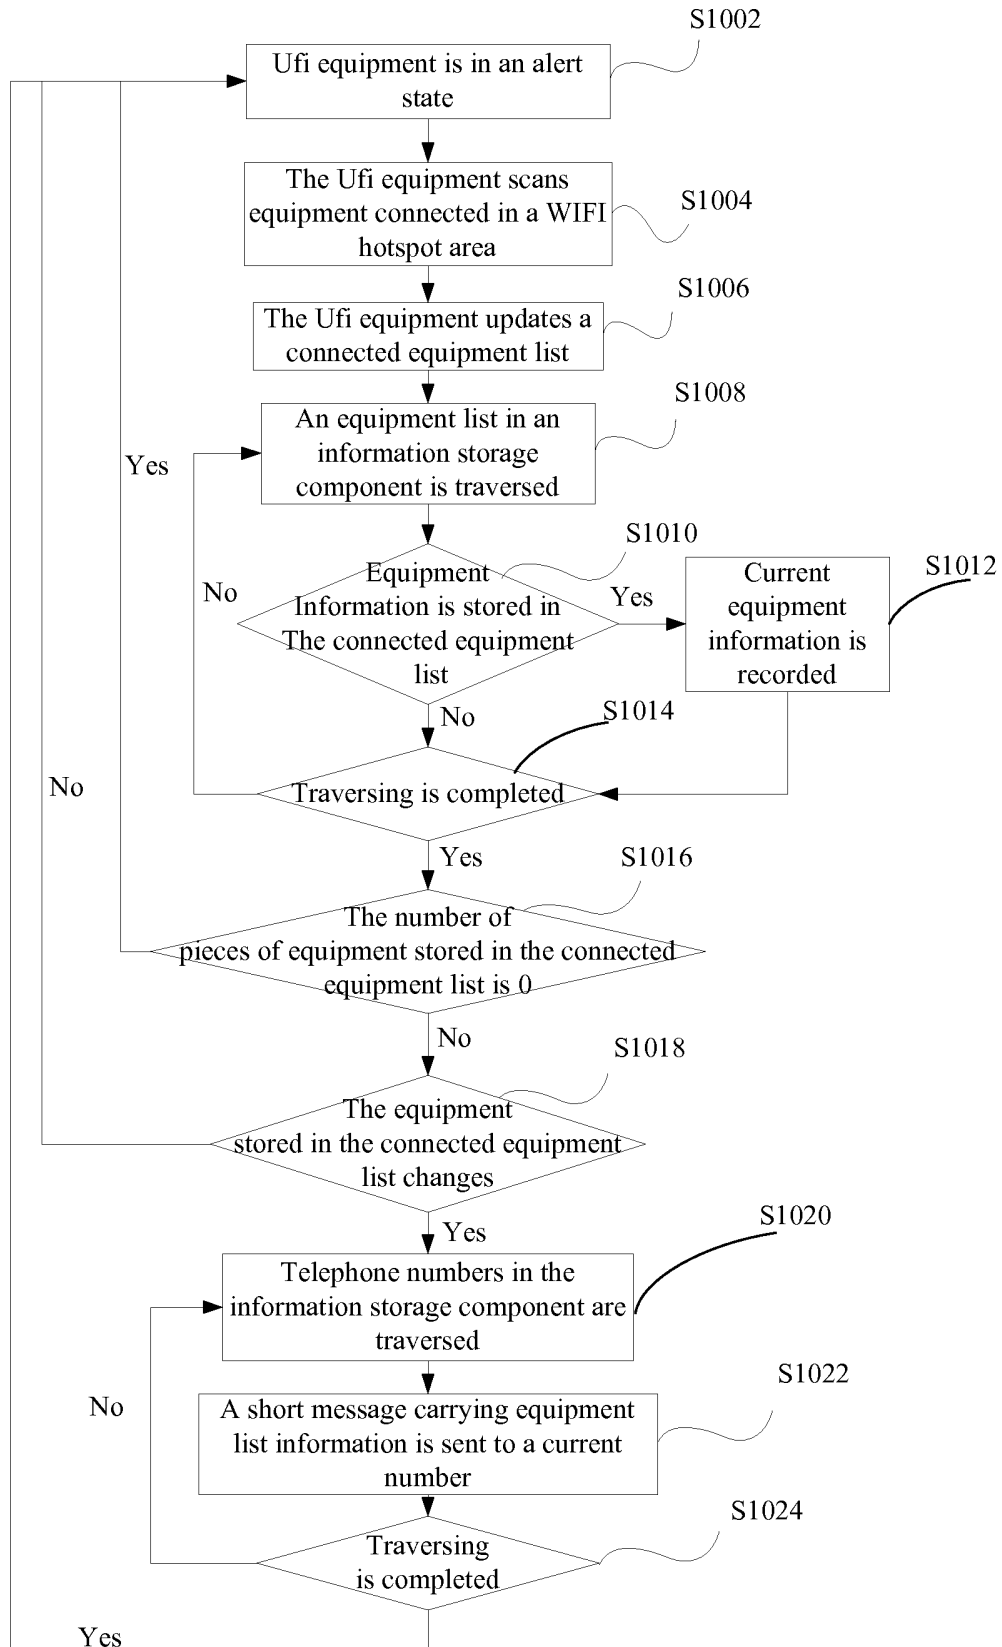 S1002
Ufi equipment is in an alert
state
The Ufi equipment scans
equipment connected in a WIFI
hotspot area
S1004
S1006
The Ufi equipment updates a
connected equipment list
S1008
An equipment list in an
information storage
component is traversed
Yes
S1010
Equipment
Information is stored in
The connected equipment
list
No
Yes
S1012
Current
equipment
information is
recorded
No
S1014
Traversing is completed
No
Yes
S1016
The number of
pieces of equipment stored in the connected
equipment list is 0
No
S1018
The equipment
stored in the connected equipment
list changes
Yes
S1020
Telephone numbers in the
information storage component are
traversed
No
S1022
A short message carrying equipment
list information is sent to a current
number
S1024
Traversing
is completed
Yes